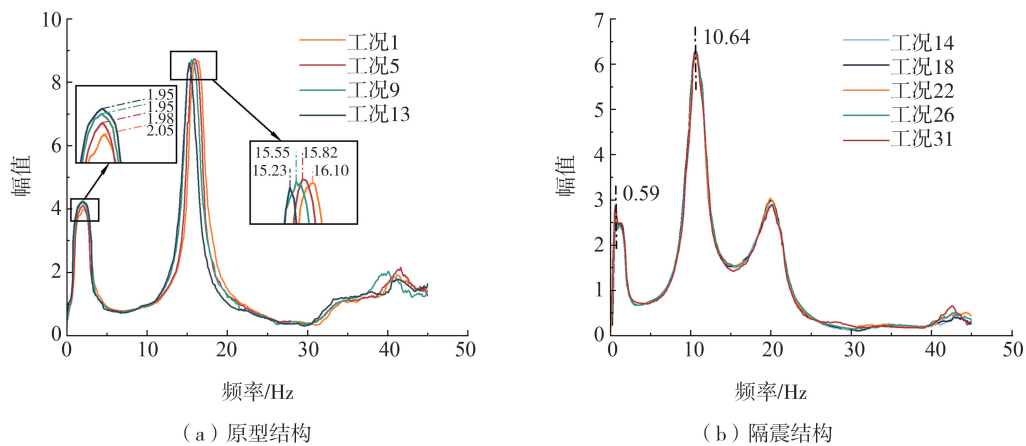 10
8
6
4
2
0
幅值
工况1
工况5
工况9
工况13
1.95
1.95
1.98
2.05
15.55 15.82
15.23 16.10
0 10 20 30 40 50
频率/Hz
(a)原型结构
7
6
5
4
3
2
1
0
幅值
10.64
0.59
工况14
工况18
工况22
工况26
工况31
0 10 20 30 40 50
频率/Hz
(b)隔震结构